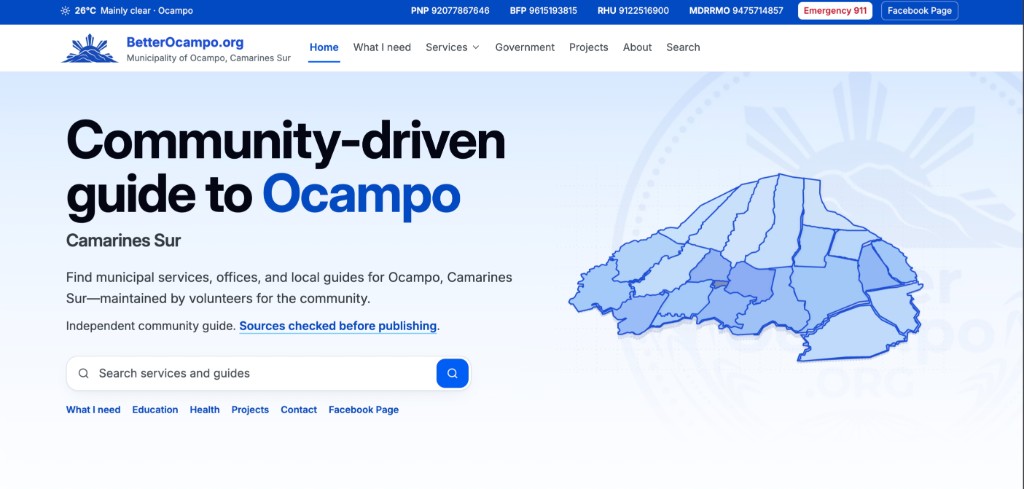 26°C Mainly clear · Ocampo
PNP 92077867646 BFP 9615193815 RHU 9122516900 MDRRMO 9475714857 Emergency 911 Facebook Page
BetterOcampo.org
Municipality of Ocampo, Camarines Sur
Home What I need Services Government Projects About Search
Community-driven
guide to Ocampo
Camarines Sur
Find municipal services, offices, and local guides for Ocampo, Camarines
Sur—maintained by volunteers for the community.
Independent community guide. Sources checked before publishing.
Search services and guides
What I need Education Health Projects Contact Facebook Page
.ORG